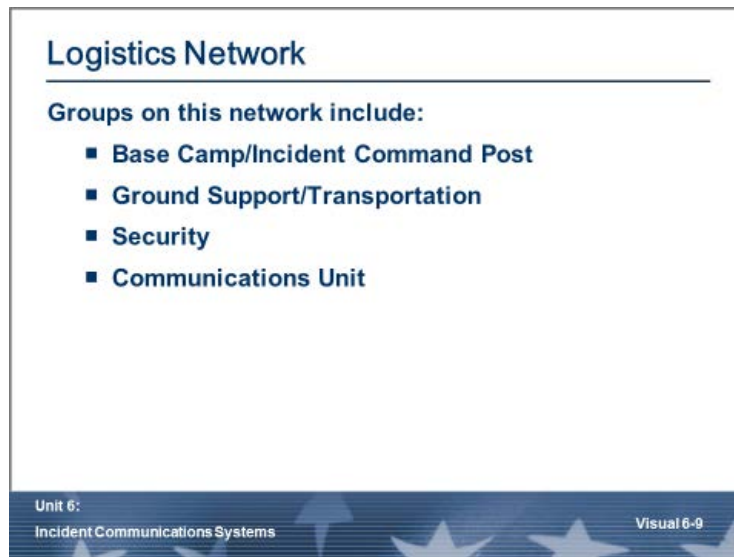 Logistics Network
Groups on this network include:
■ Base Camp/Incident Command Post
■ Ground Support/Transportation
■ Security
■ Communications Unit
Unit 6:
Incident Communications Systems
Visual 6-9